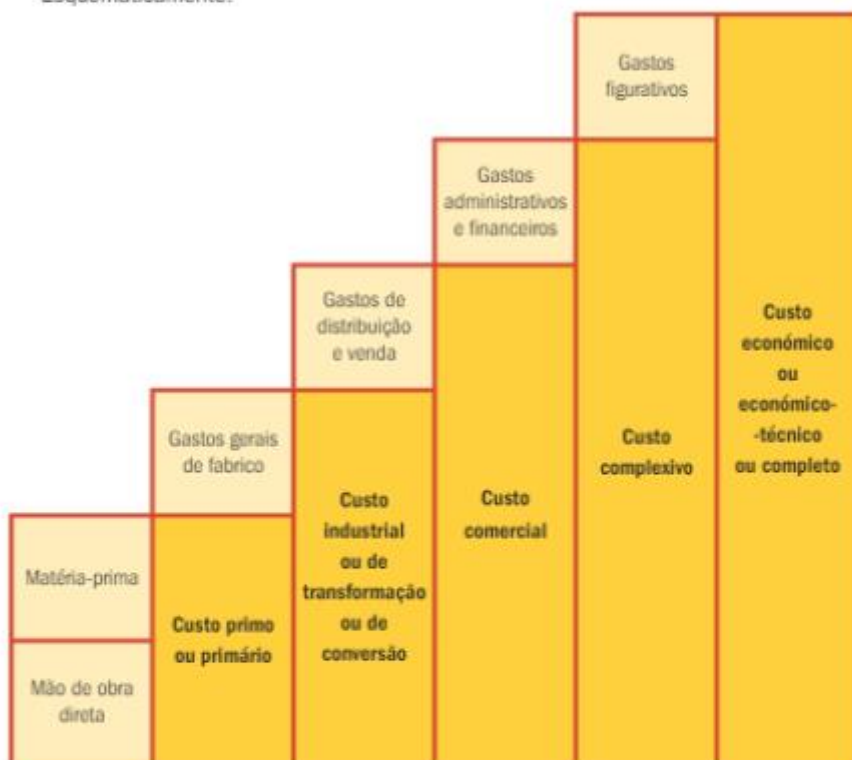 Esquematicamente:
Gastos
figurativos
Gastos
administrativos
e financeiros
Gastos de
distribuição
e venda
Custo
económico
ou
económico-
-técnico
ou completo
Gastos gerais
de fabrico
Custo
complexivo
Custo
industrial
ou de
transformação
ou de
conversão
Custo
comercial
Matéria-prima
Custo primo
ou primário
Mão de obra
direta